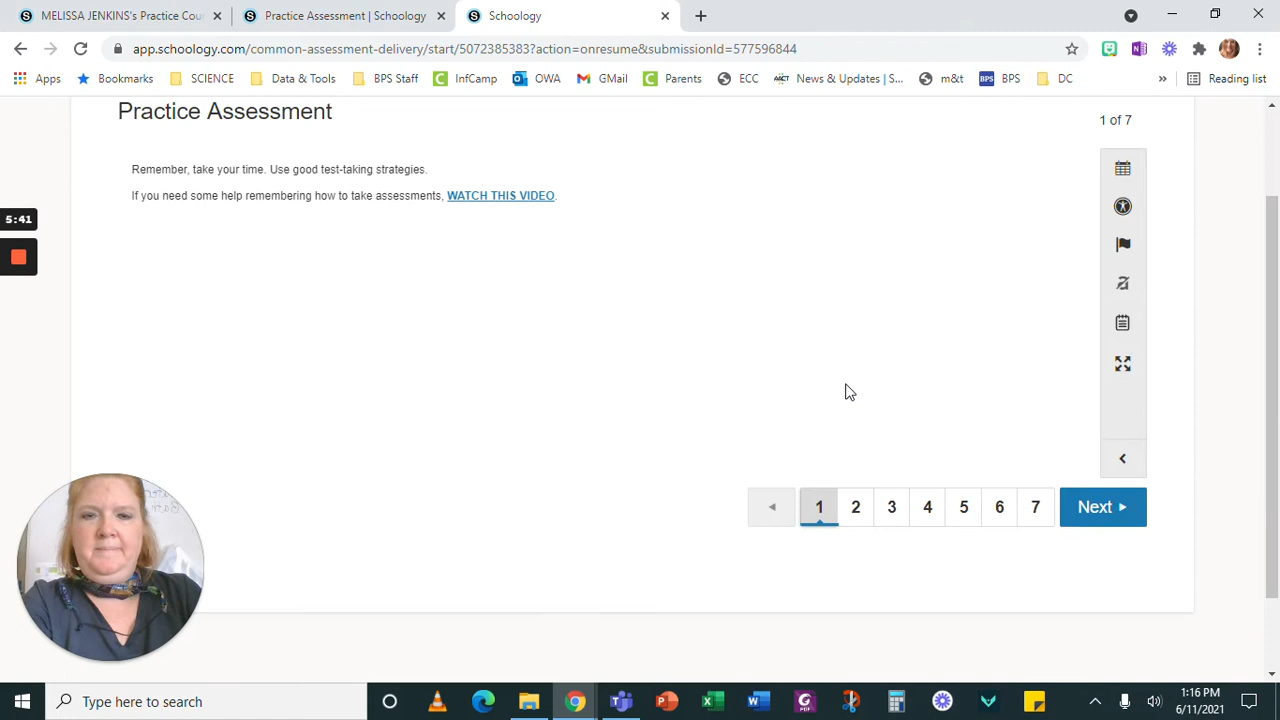 MELISSA JENKINS's Practice Cou
Practice Assessment | Schoology
Schoology
app.schoology.com/common-assessment-delivery/start/5072385383?action=onresume&submissionId=577596844
Apps
Bookmarks
SCIENCE
Data & Tools
BPS Staff
InfCamp
OWA
GMail
Parents
ECC
News & Updates | S...
m&t
BPS
BPS
DC
»
Reading list
Practice Assessment
1 of 7
Remember, take your time. Use good test-taking strategies.
If you need some help remembering how to take assessments, WATCH THIS VIDEO.
5:41
1 2 3 4 5 6 7 Next
Type here to search
1:16 PM
6/11/2021